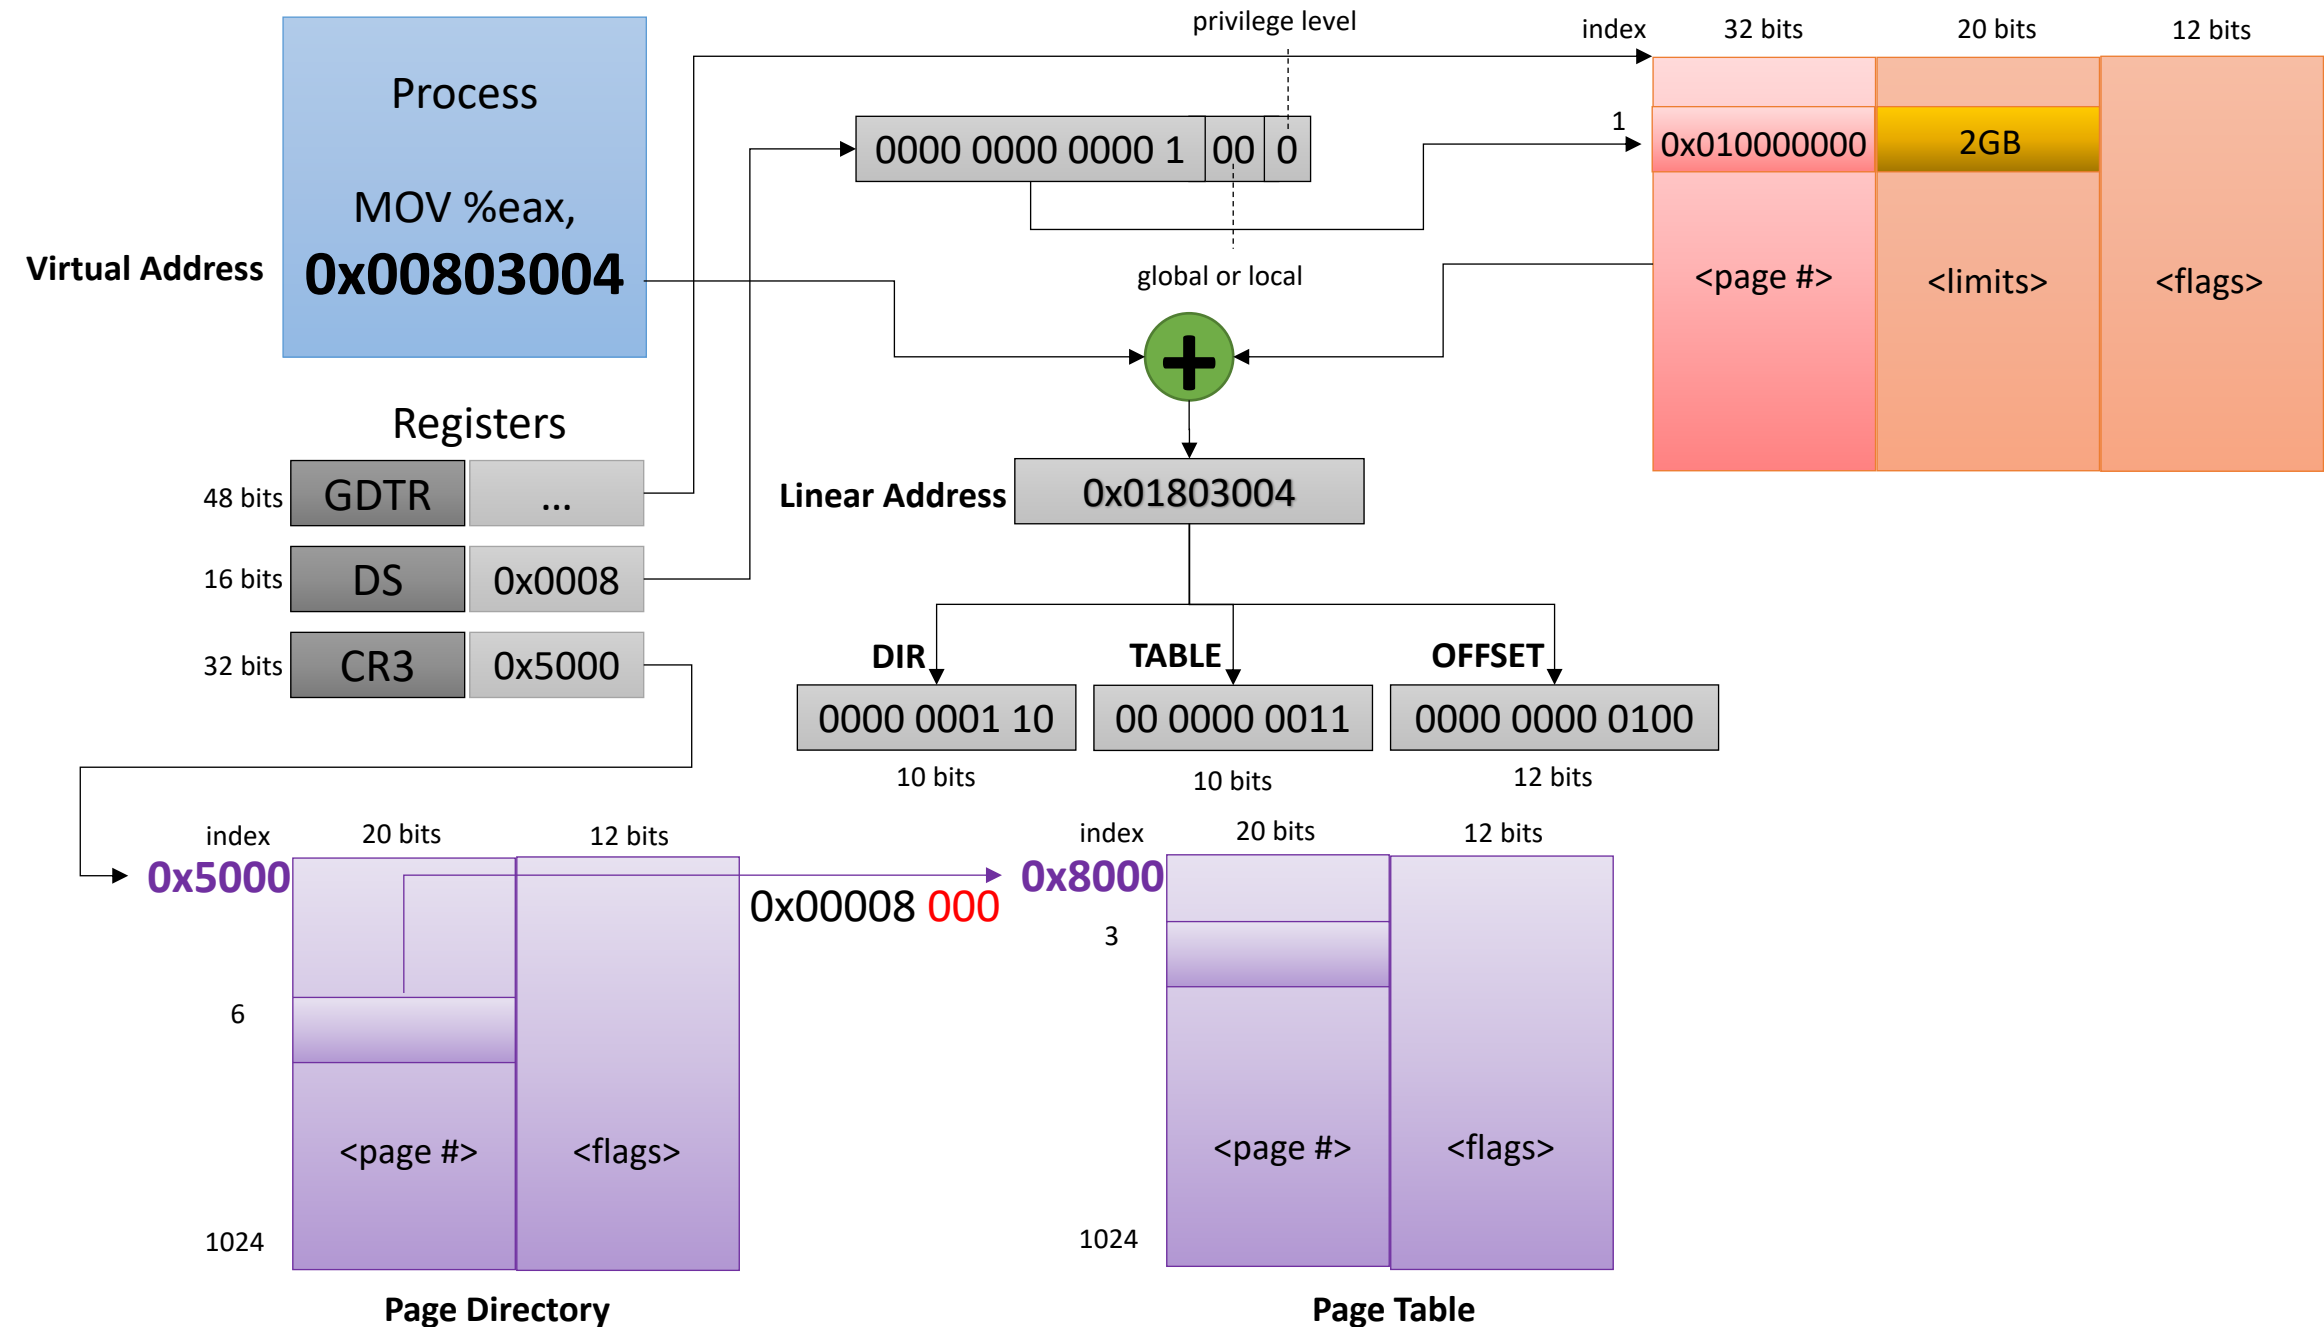 privilege level
index 32 bits 20 bits 12 bits
Process
MOV %eax,
0x00803004
Virtual Address
0000 0000 0000 1 00 0
global or local
1
0x010000000 2GB
<page #> <limits> <flags>
+
Registers
48 bits GDTR ...
16 bits DS 0x0008
32 bits CR3 0x5000
Linear Address 0x01803004
DIR TABLE OFFSET
0000 0001 10 00 0000 0011 0000 0000 0100
10 bits 10 bits 12 bits
index 20 bits 12 bits
0x5000
0x00008 000
6
<page #> <flags>
1024
Page Directory
index 20 bits 12 bits
0x8000
3
<page #> <flags>
1024
Page Table